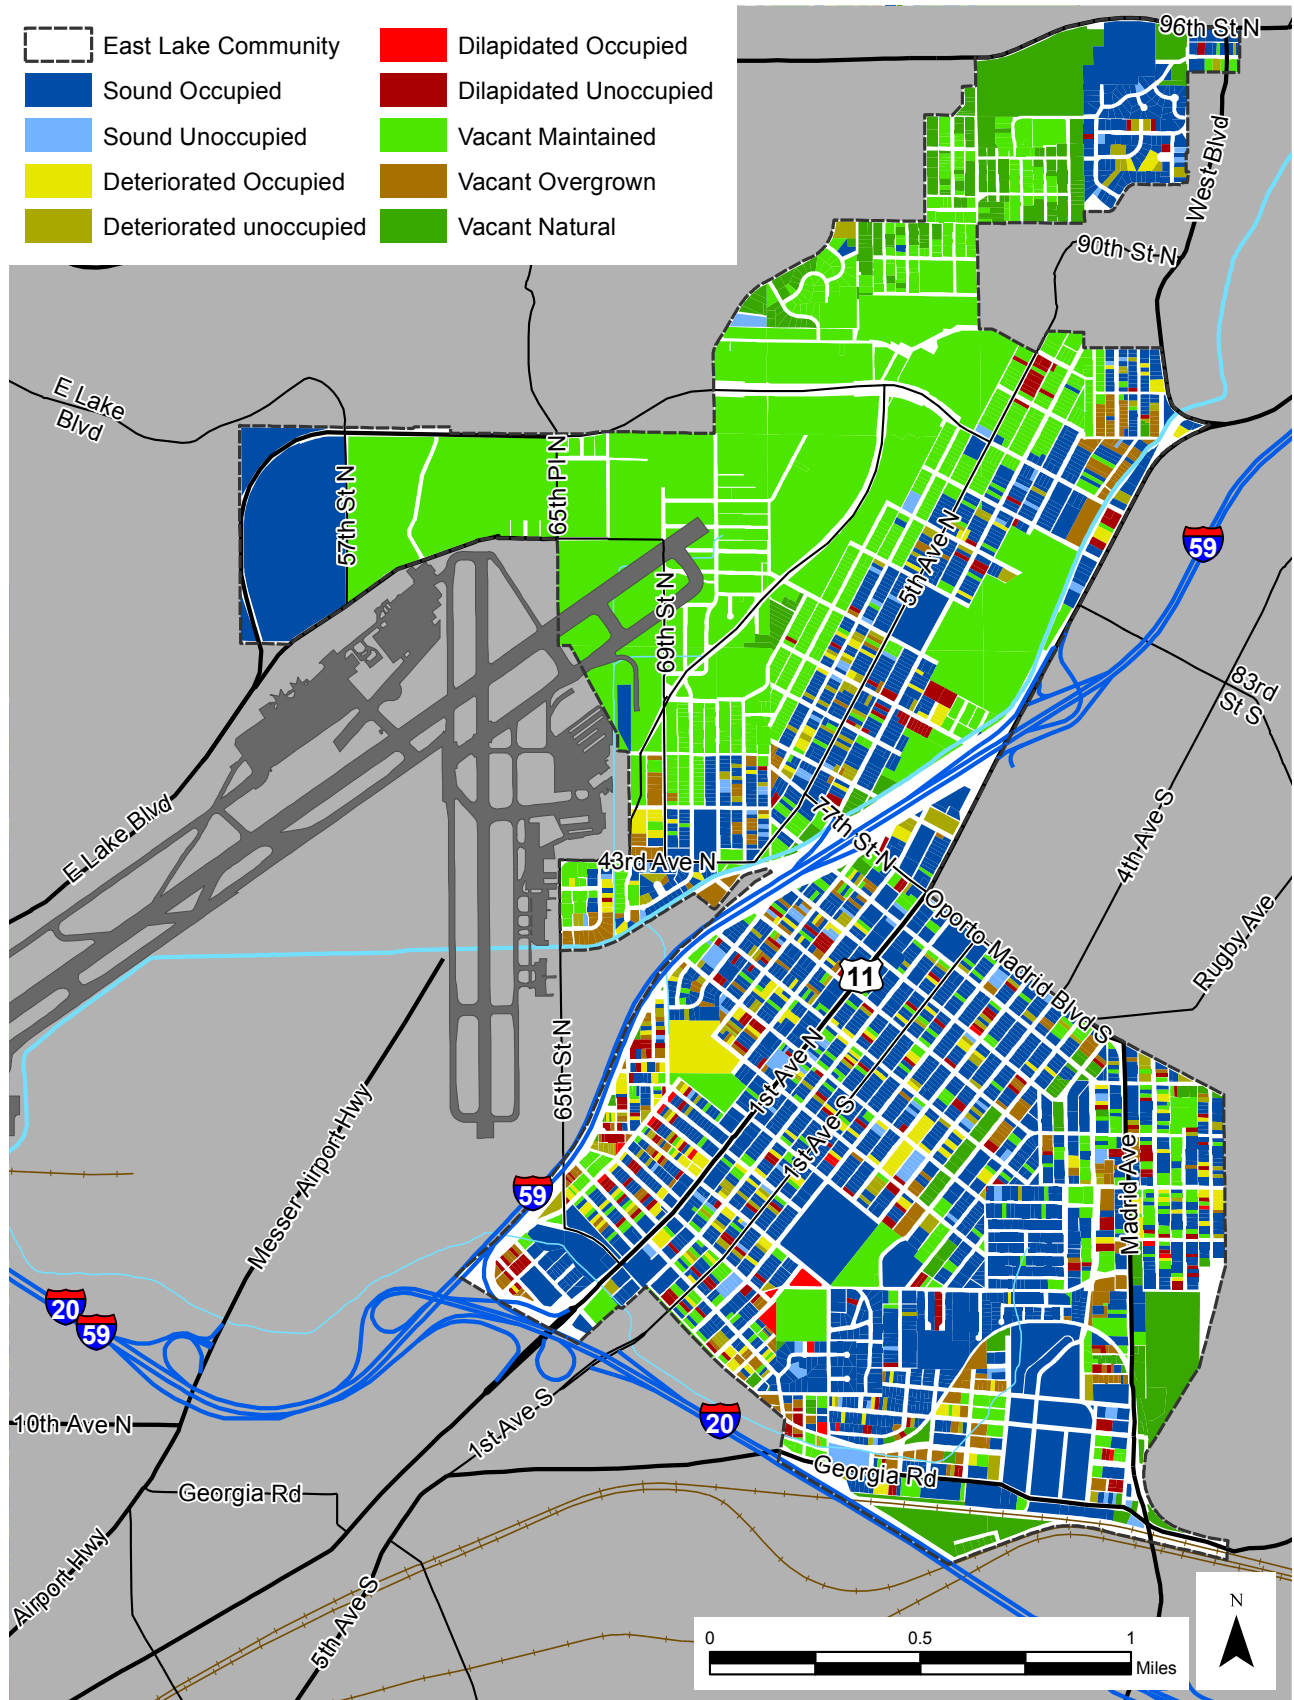 East Lake Community
Sound Occupied
Sound Unoccupied
Deteriorated Occupied
Deteriorated unoccupied
Dilapidated Occupied
Dilapidated Unoccupied
Vacant Maintained
Vacant Overgrown
Vacant Natural
96th St N
West Blvd
90th St N
E Lake
Blvd
57th St N
65th Pl N
5th Ave N
59
69th St N
83rd
St S
E Lake Blvd
77th St N
4th Ave S
43rd Ave N
Oporto-Madrid Blvd S
Rugby Ave
11
65th St N
1st Ave N
1st Ave S
Messer Airport Hwy
Madrid Ave
59
20
59
10th Ave N
1st Ave S
20
Georgia Rd
Georgia Rd
Airport Hwy
5th Ave S
N
0
0.5
1
Miles